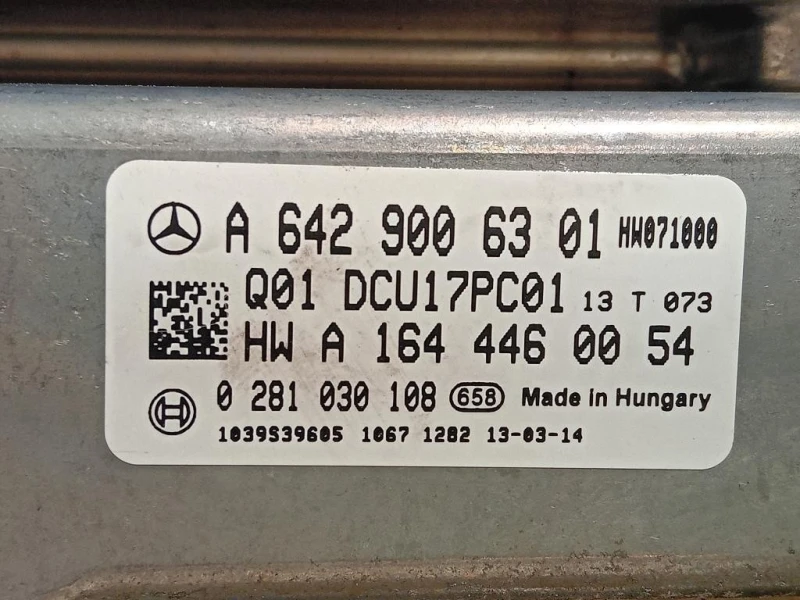 A 642 900 63 01 HW071000
Q01 DCU17PC01 13 T 073
HW A 164 446 00 54
0 281 030 108 658 Made in Hungary
1039S39605 1067 1282 13-03-14